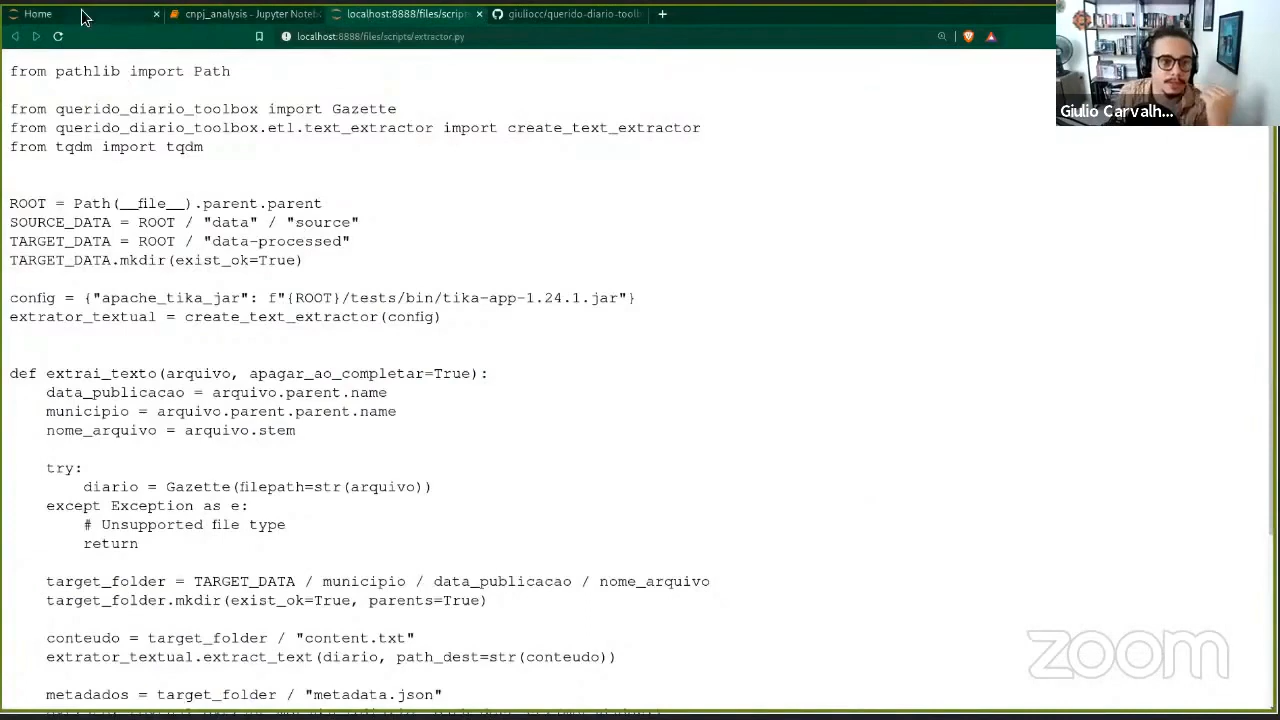 Home
cnpj_analysis - Jupyter Noteb
localhost:8888/files/script
giuliocc/querido-diario-toolb
localhost:8888/files/scripts/extractor.py
from pathlib import Path
from querido_diario_toolbox import Gazette
from querido_diario_toolbox.etl.text_extractor import create_text_extractor
from tqdm import tqdm
ROOT = Path(__file__).parent.parent
SOURCE_DATA = ROOT / "data" / "source"
TARGET_DATA = ROOT / "data-processed"
TARGET_DATA.mkdir(exist_ok=True)
config = {"apache_tika_jar": f"{ROOT}/tests/bin/tika-app-1.24.1.jar"}
extrator_textual = create_text_extractor(config)
def extrai_texto(arquivo, apagar_ao_completar=True):
data_publicacao = arquivo.parent.name
municipio = arquivo.parent.parent.name
nome_arquivo = arquivo.stem
try:
diario = Gazette(filepath=str(arquivo))
except Exception as e:
# Unsupported file type
return
target_folder = TARGET_DATA / municipio / data_publicacao / nome_arquivo
target_folder.mkdir(exist_ok=True, parents=True)
conteudo = target_folder / "content.txt"
extrator_textual.extract_text(diario, path_dest=str(conteudo))
metadados = target_folder / "metadata.json"
Giulio Carvalh...
zoom